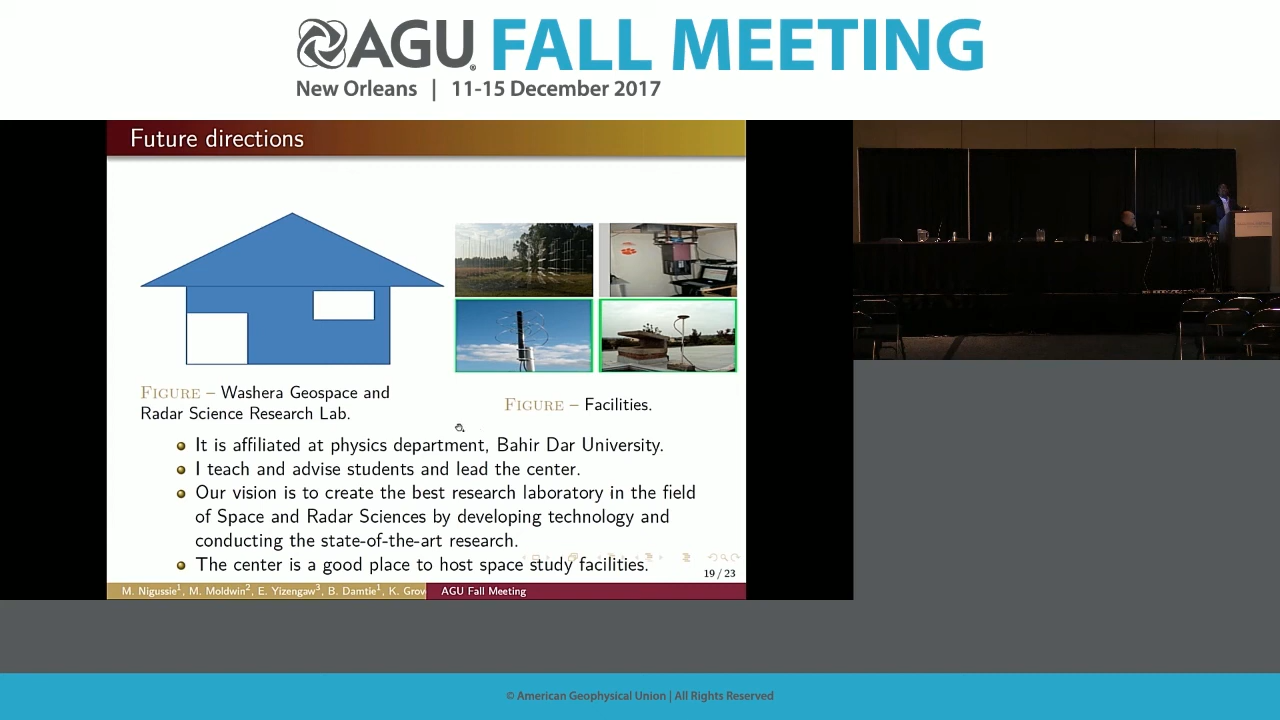 AGU FALL MEETING
New Orleans | 11-15 December 2017
Future directions
FIGURE – Washera Geospace and
Radar Science Research Lab.
FIGURE – Facilities.
It is affiliated at physics department, Bahir Dar University.
I teach and advise students and lead the center.
Our vision is to create the best research laboratory in the field
of Space and Radar Sciences by developing technology and
conducting the state-of-the-art research.
The center is a good place to host space study facilities.
19 / 23
M. Nigussie1, M. Moldwin2, E. Yizengaw3, B. Damtie1, K. Grov
AGU Fall Meeting
© American Geophysical Union | All Rights Reserved